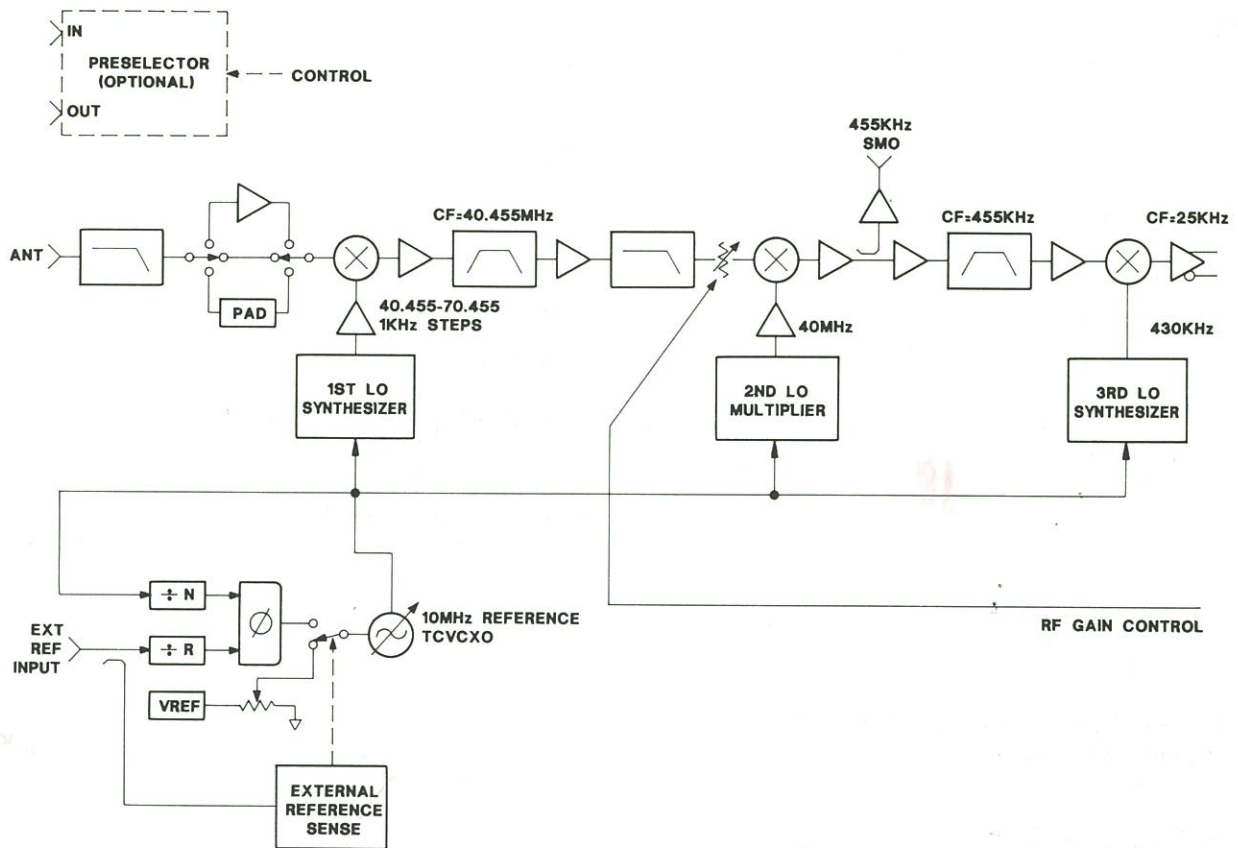 IN
PRESELECTOR
(OPTIONAL)
CONTROL
OUT
455KHz
SMO
CF=40.455MHz
CF=455KHz
CF=25KHz
ANT
PAD
40.455-70.455
1KHz STEPS
40MHz
430KHz
1ST LO
SYNTHESIZER
2ND LO
MULTIPLIER
3RD LO
SYNTHESIZER
÷ N
Ø
10MHz REFERENCE
TCVCXO
RF GAIN CONTROL
EXT
REF
INPUT
÷ R
VREF
EXTERNAL
REFERENCE
SENSE